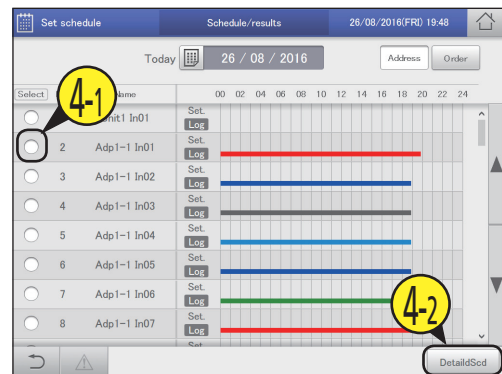 Set schedule Schedule/results 26/08/2016(FRI) 19:48
Today 26 / 08 / 2016 Address Order
Select Name 00 02 04 06 08 10 12 14 16 18 20 22 24
4-1
In01 Set.
Log
2 Adp1-1 In01 Set.
Log
3 Adp1-1 In02 Set.
Log
4 Adp1-1 In03 Set.
Log
5 Adp1-1 In04 Set.
Log
6 Adp1-1 In05 Set.
Log
7 Adp1-1 In06 Set.
Log
8 Adp1-1 In07 Set.
Log
4-2
DetaildScd